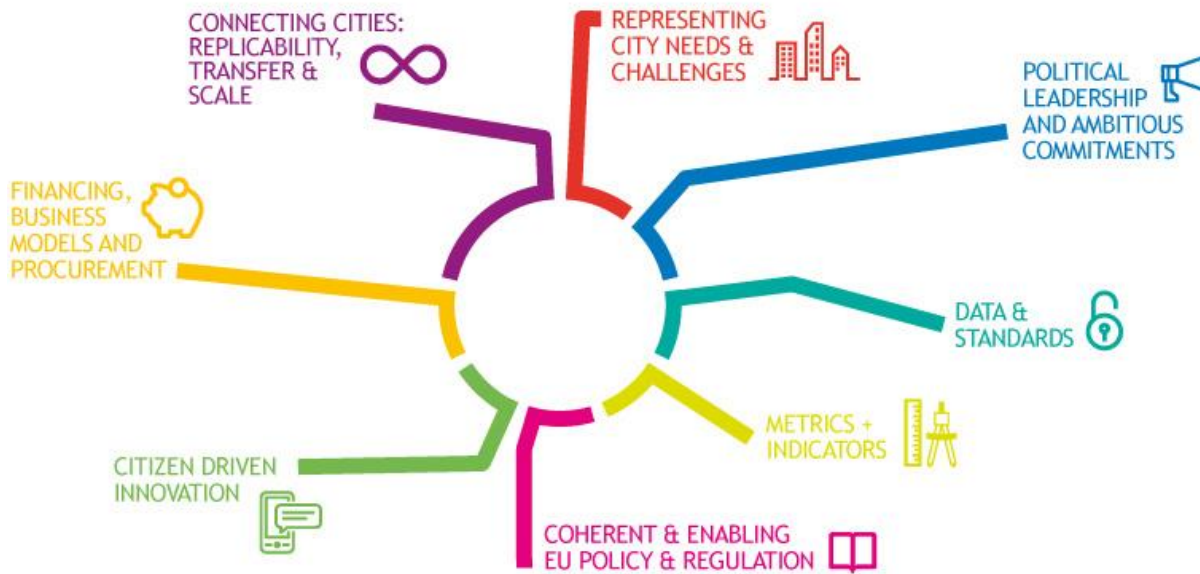 CONNECTING CITIES:
REPLICABILITY,
TRANSFER &
SCALE
REPRESENTING
CITY NEEDS &
CHALLENGES
POLITICAL
LEADERSHIP
AND AMBITIOUS
COMMITMENTS
FINANCING,
BUSINESS
MODELS AND
PROCUREMENT
DATA &
STANDARDS
METRICS +
INDICATORS
CITIZEN DRIVEN
INNOVATION
COHERENT & ENABLING
EU POLICY & REGULATION